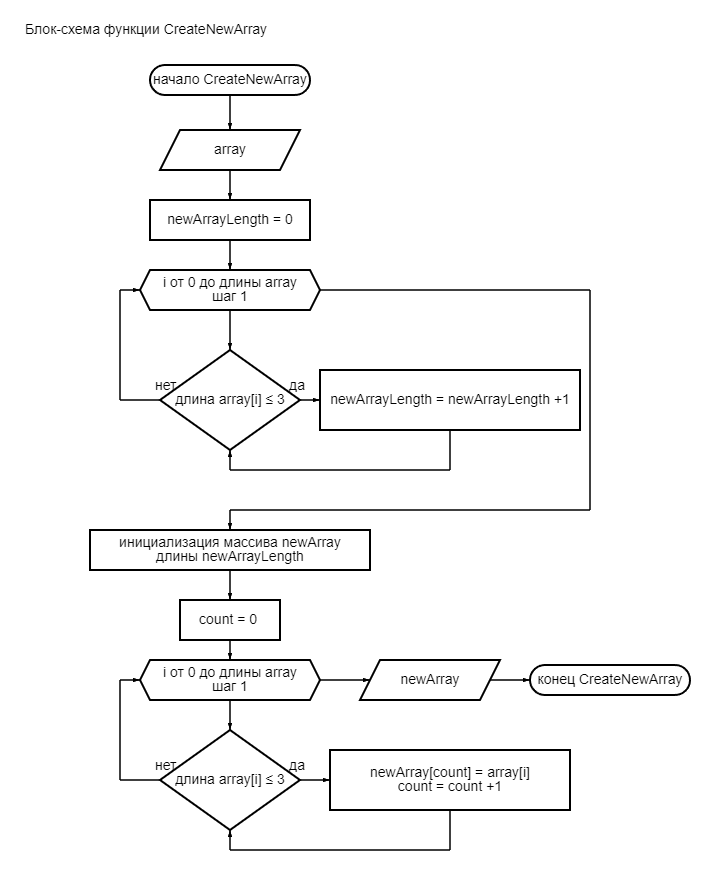 Блок-схема функции CreateNewArray
начало CreateNewArray
array
newArrayLength = 0
i от 0 до длины array
шаг 1
нет
да
длина array[i] ≤ 3
newArrayLength = newArrayLength +1
инициализация массива newArray
длины newArrayLength
count = 0
i от 0 до длины array
шаг 1
newArray
конец CreateNewArray
нет
да
длина array[i] ≤ 3
newArray[count] = array[i]
count = count +1